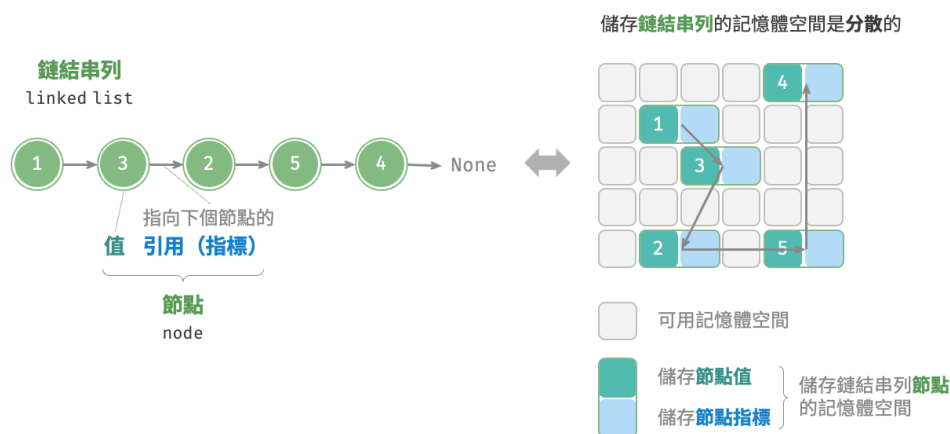 儲存鏈結串列的記憶體空間是分散的
鏈結串列
linked list
1
3
2
5
4
None
指向下個節點的
值
引用（指標）
節點
node
4
1
3
2
5
可用記憶體空間
儲存節點值
儲存節點指標
儲存鏈結串列節點
的記憶體空間